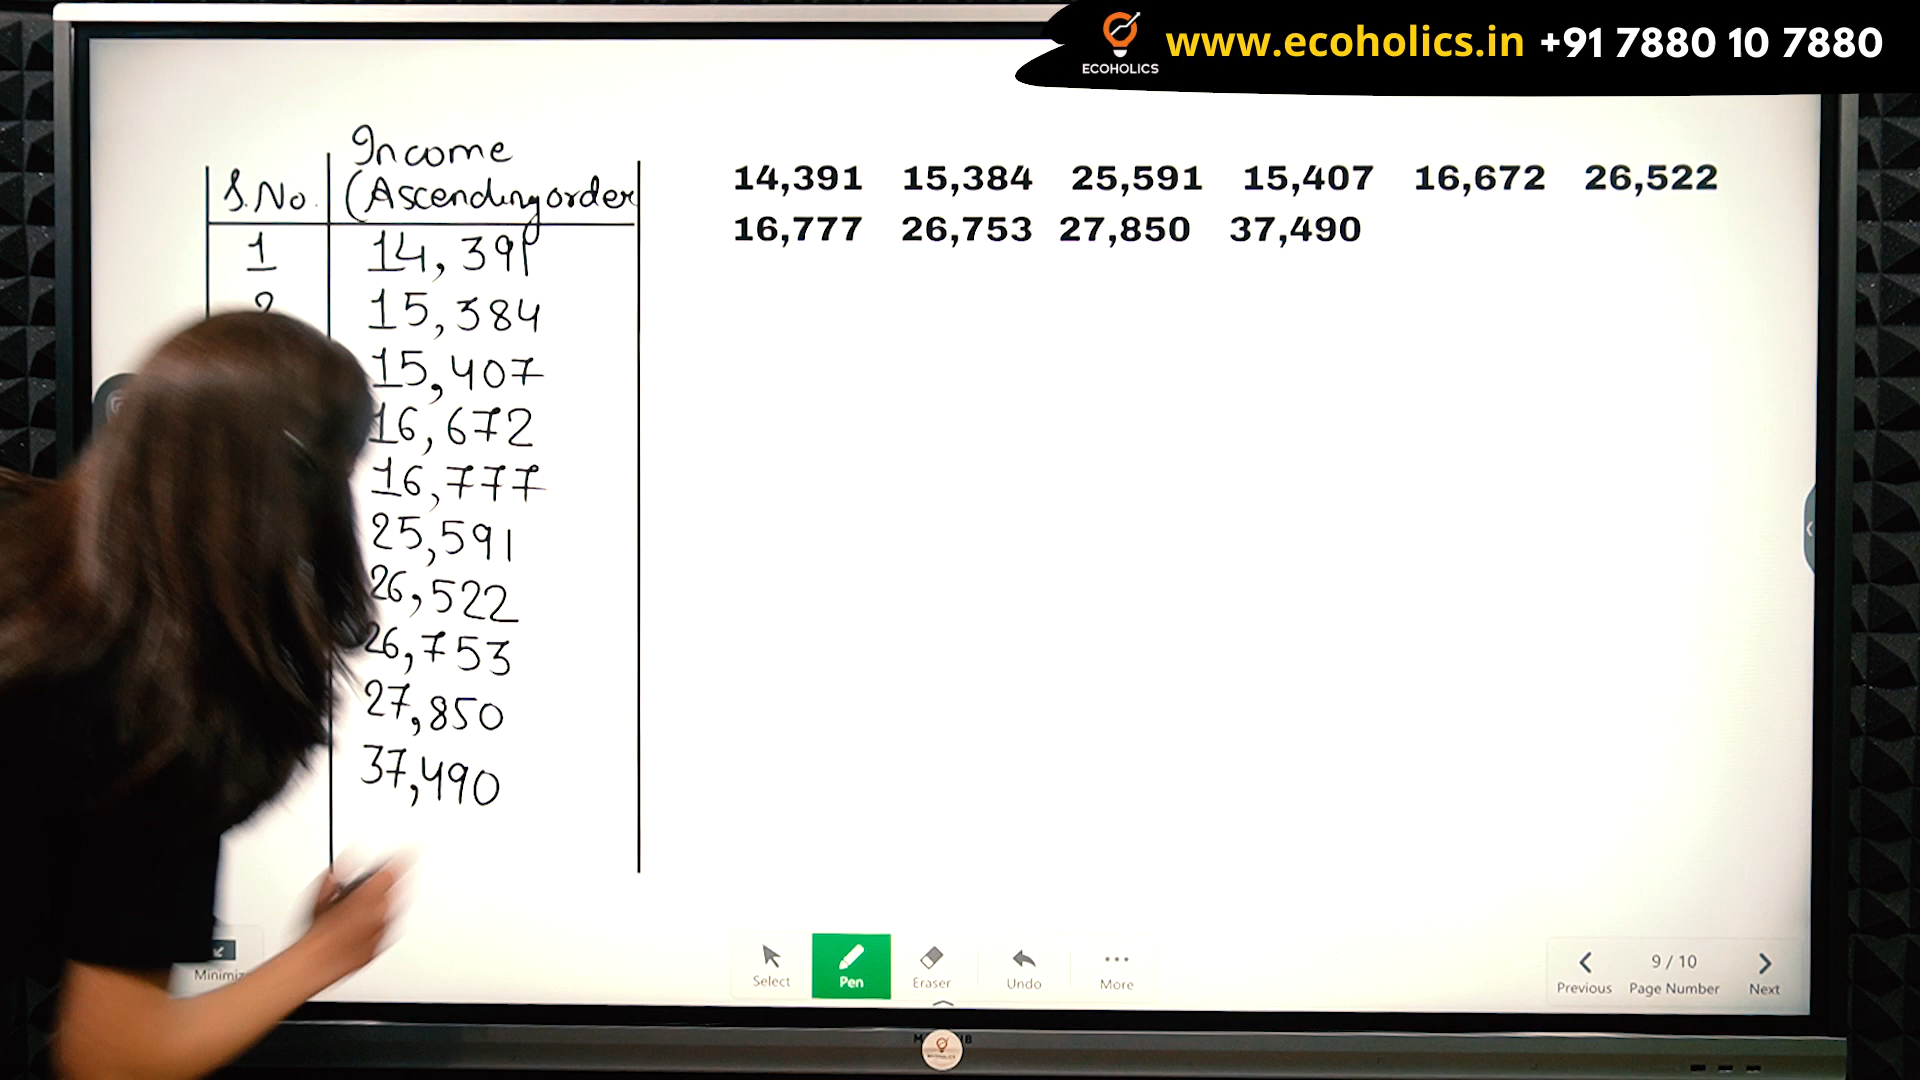 www.ecoholics.in +91 7880 10 7880
ECOHOLICS
Income
S.No. (Ascending order
1 14,391
2 15,384
15,407
16,672
16,777
25,591
26,522
26,753
27,850
37,490
14,391 15,384 25,591 15,407 16,672 26,522
16,777 26,753 27,850 37,490
Select Pen Eraser Undo More
9 / 10
Previous Page Number Next